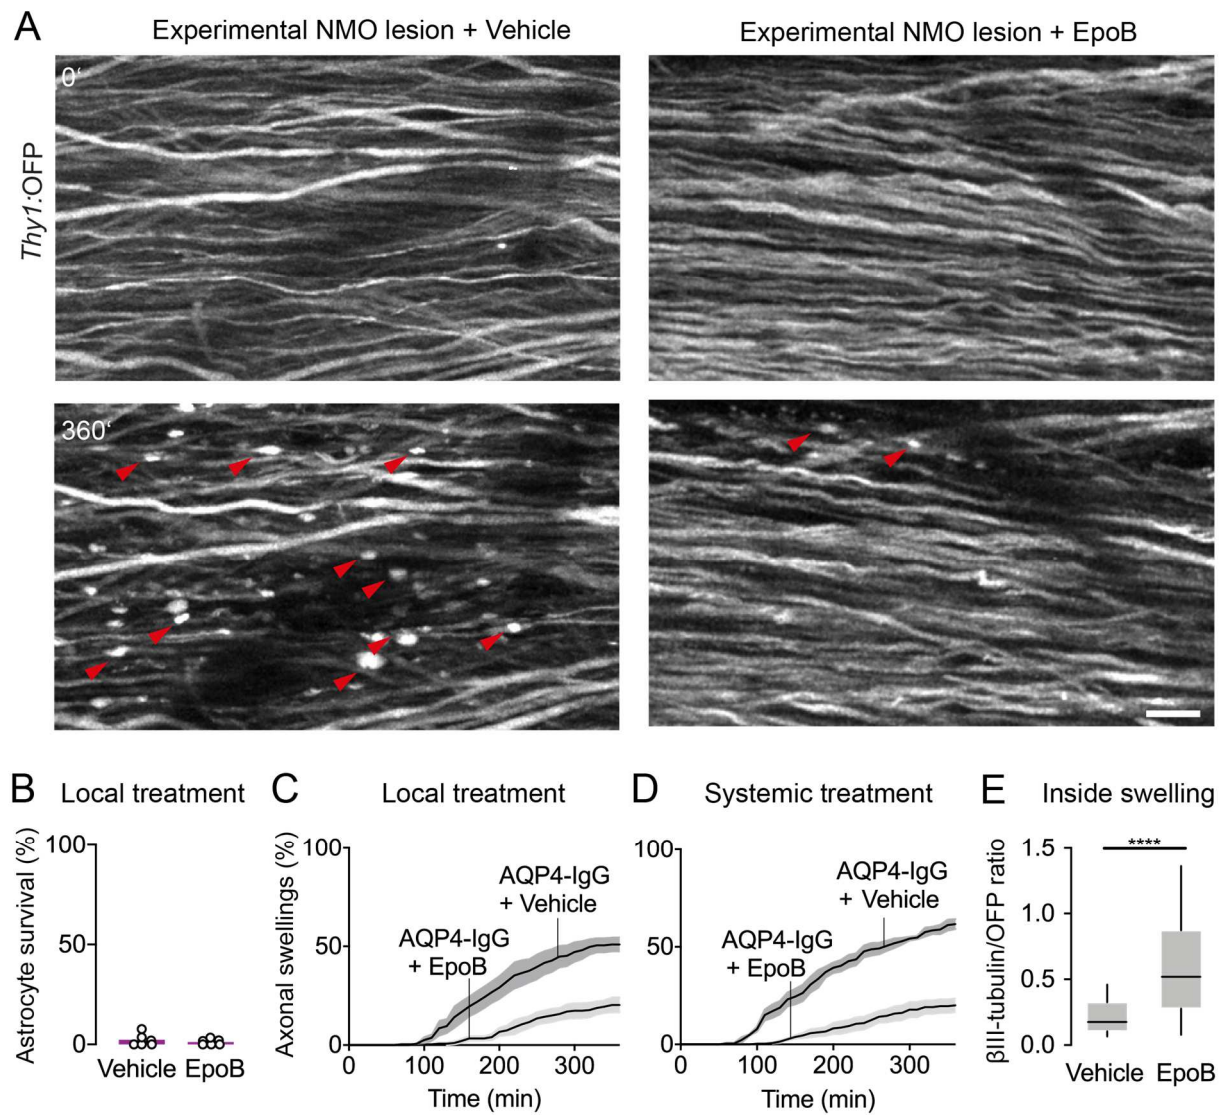 A
Experimental NMO lesion + Vehicle
Experimental NMO lesion + EpoB
Thy1:OFP
0‘
360‘
B
Local treatment
Astrocyte survival (%)
100
50
0
Vehicle
EpoB
C
Local treatment
Axonal swellings (%)
100
50
0
AQP4-IgG
+ Vehicle
AQP4-IgG
+ EpoB
0
100
200
300
Time (min)
D
Systemic treatment
100
50
0
AQP4-IgG
+ Vehicle
AQP4-IgG
+ EpoB
0
100
200
300
Time (min)
E
Inside swelling
βIII-tubulin/OFP ratio
1.5
1.0
0.5
0.0
****
Vehicle
EpoB